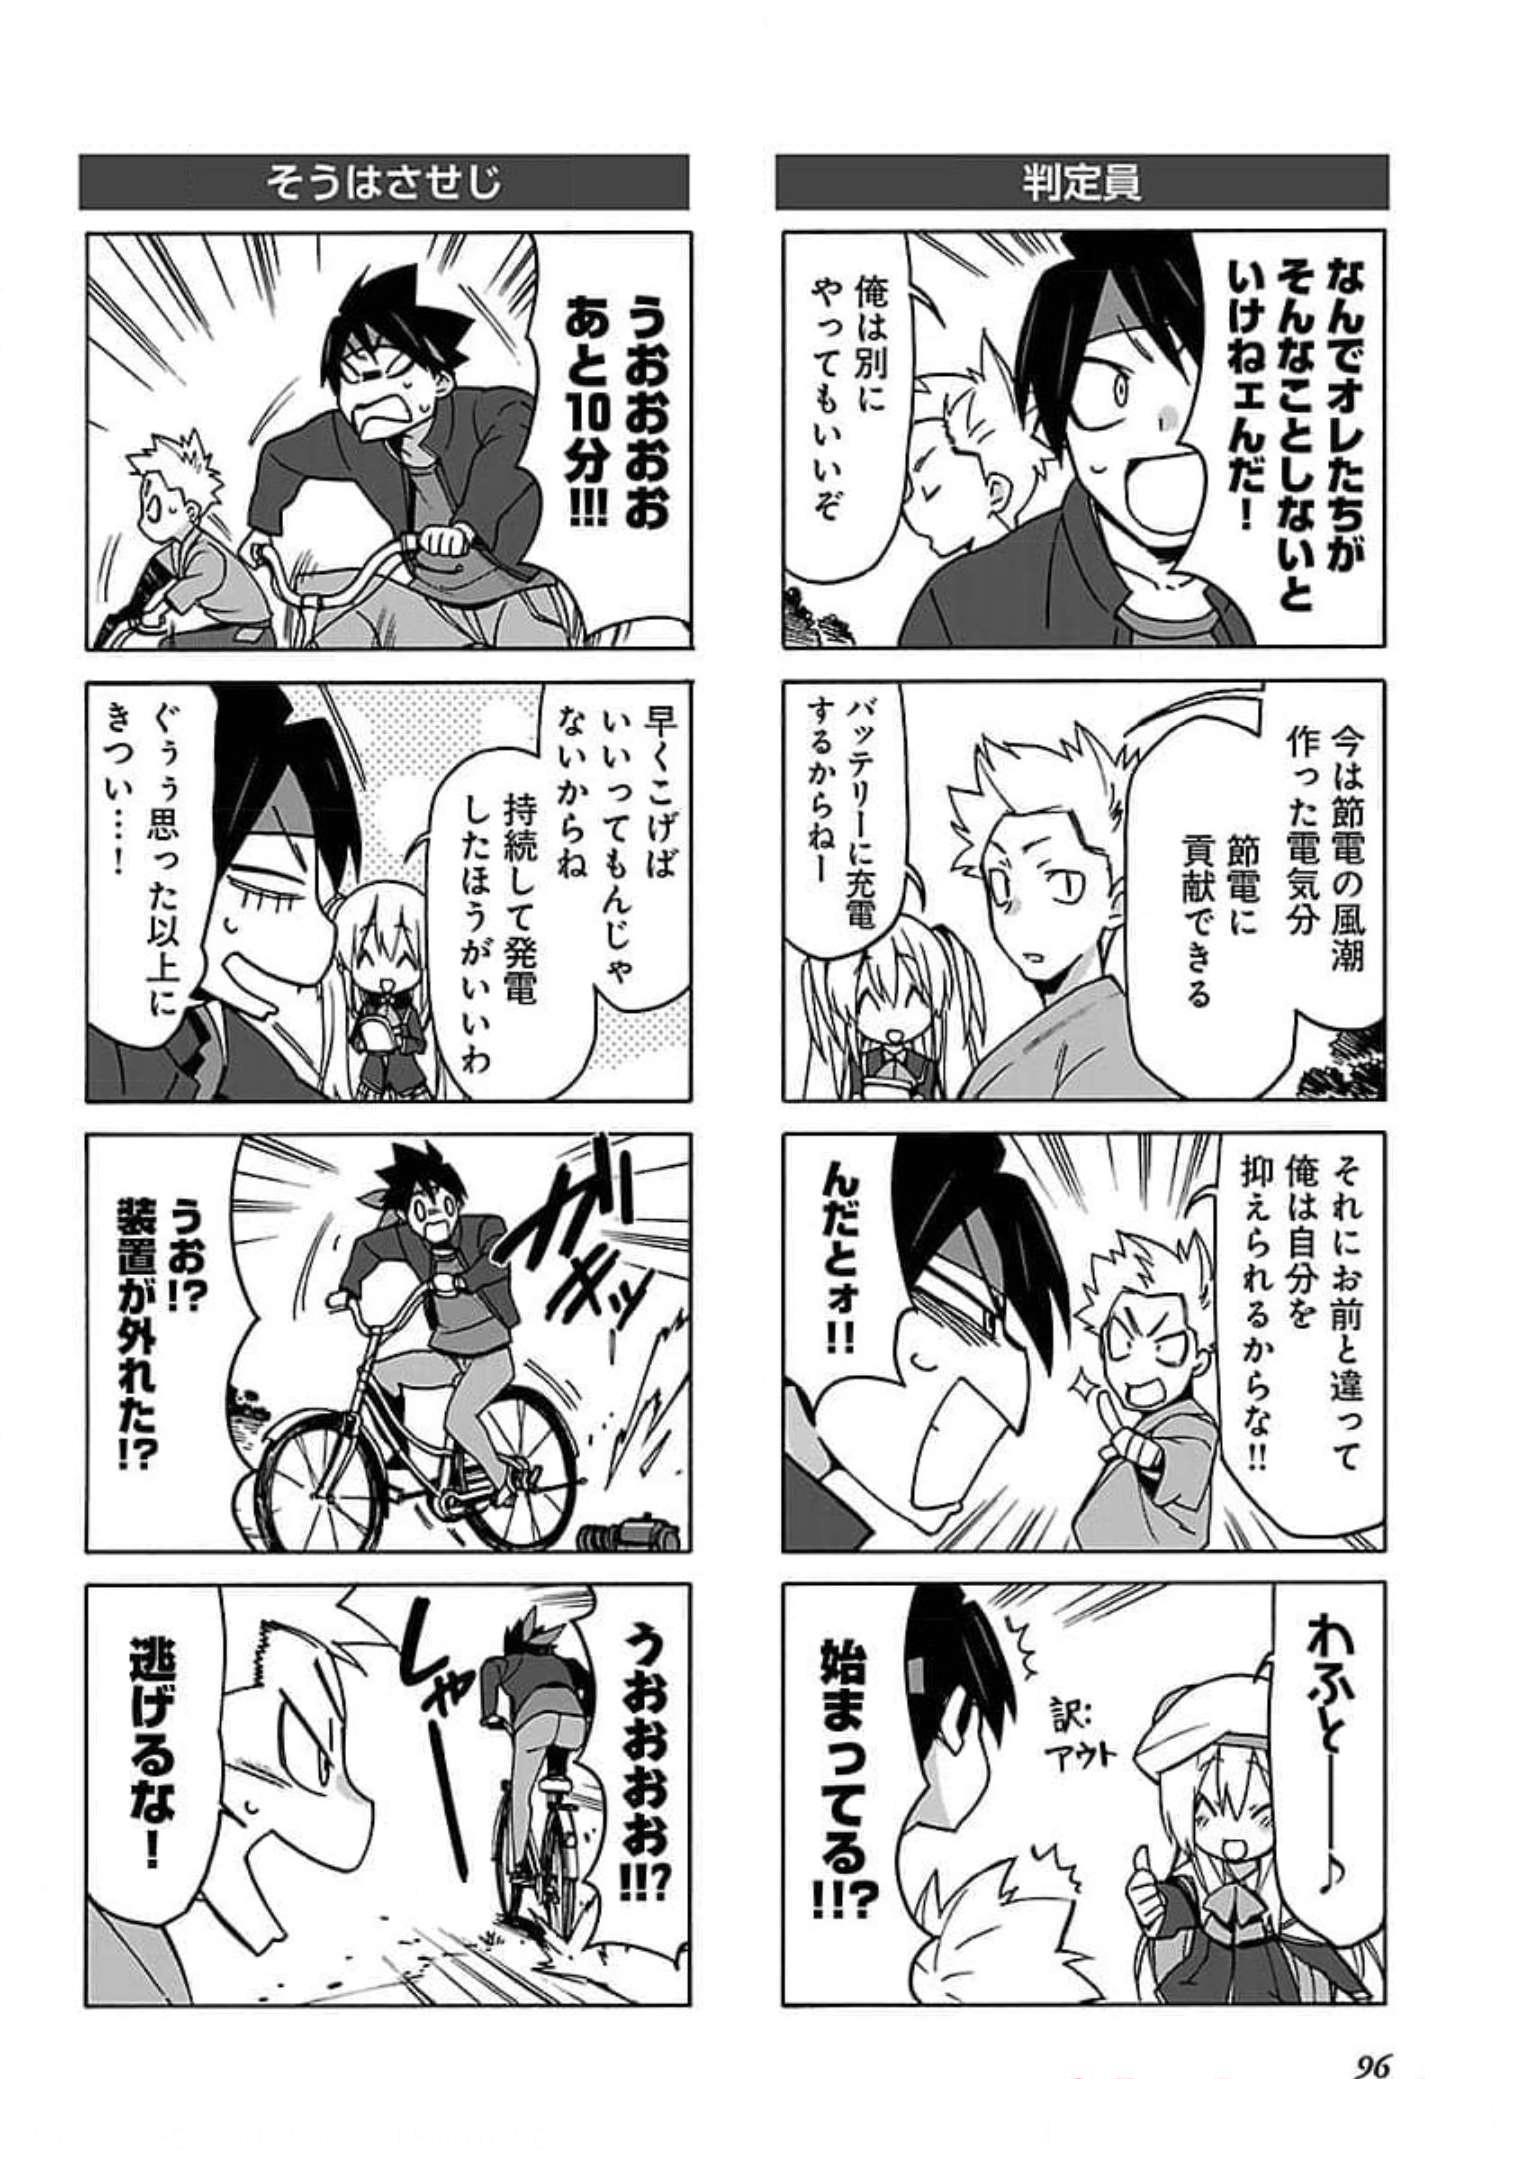 判定員
なんでオレたちが
そんなことしないと
いけねェんだ！
俺は別に
やってもいいぞ
今は節電の風潮
作った電気分
節電に
貢献できる
バッテリーに充電
するからねー
それにお前と違って
俺は自分を
抑えられるからな!!
んだとォ!!
わふとーー♪
訳:
アウト
始まってる!!?
そうはさせじ
うおおおおお
あと10分!!!
早くこげば
いいってもんじゃ
ないからね
持続して発電
したほうがいいわ
ぐぅぅ思った以上に
きつい…！
ガキッ
うお!?
装置が外れた!?
うおおおおお!!?
しゃーー
逃げるな！
96